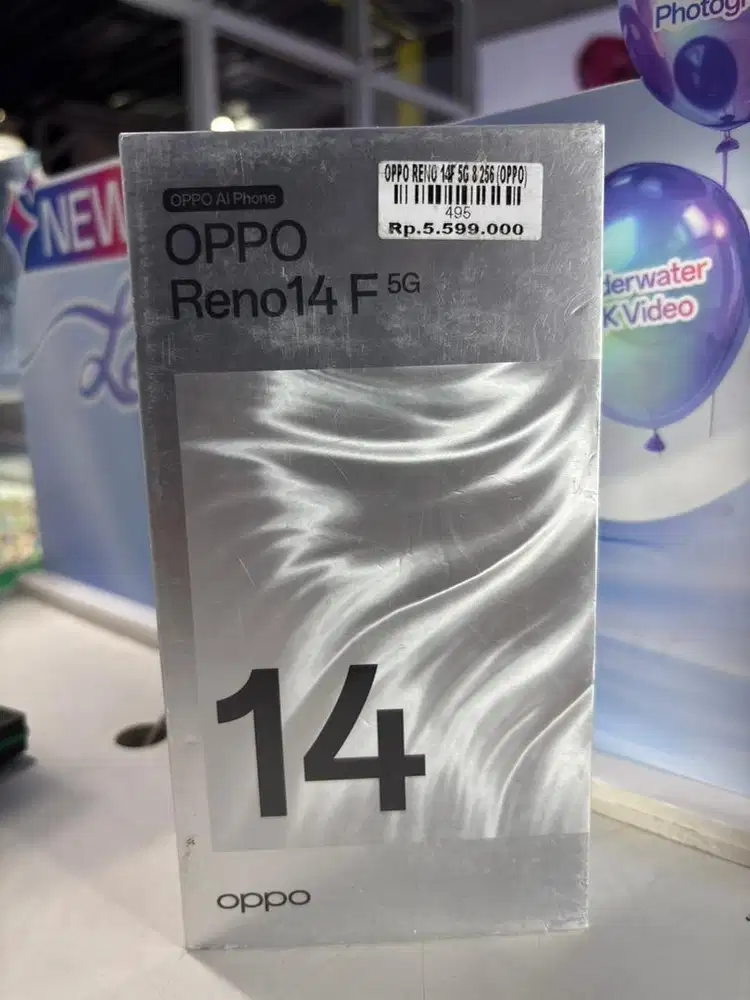 Photogr
NEW
OPPO AI Phone
OPPO
Reno14 F 5G
OPPO RENO 14F 5G 8 256 (OPPO)
495
Rp.5.599.000
derwater
K Video
14
oppo